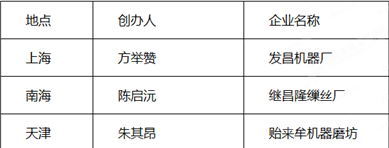 地点 创办人 企业名称
上海 方举赞 发昌机器厂
南海 陈启沅 继昌隆缫丝厂
天津 朱其昂 贻来牟机器磨坊